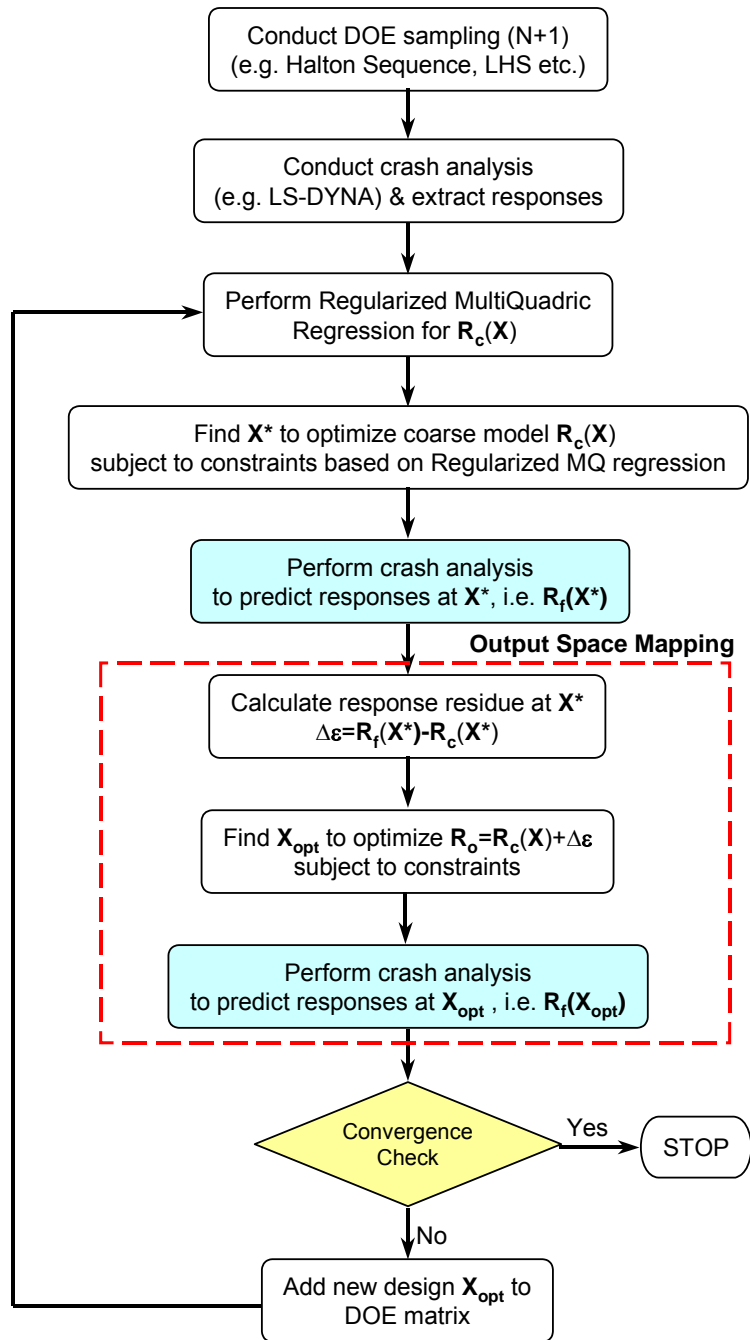 Conduct DOE sampling (N+1)
(e.g. Halton Sequence, LHS etc.)
Conduct crash analysis
(e.g. LS-DYNA) & extract responses
Perform Regularized MultiQuadric
Regression for Rc(X)
Find X* to optimize coarse model Rc(X)
subject to constraints based on Regularized MQ regression
Perform crash analysis
to predict responses at X*, i.e. Rf(X*)
Output Space Mapping
Calculate response residue at X*
Δε=Rf(X*)-Rc(X*)
Find Xopt to optimize Ro=Rc(X)+Δε
subject to constraints
Perform crash analysis
to predict responses at Xopt , i.e. Rf(Xopt)
Convergence
Check
Yes
STOP
No
Add new design Xopt to
DOE matrix